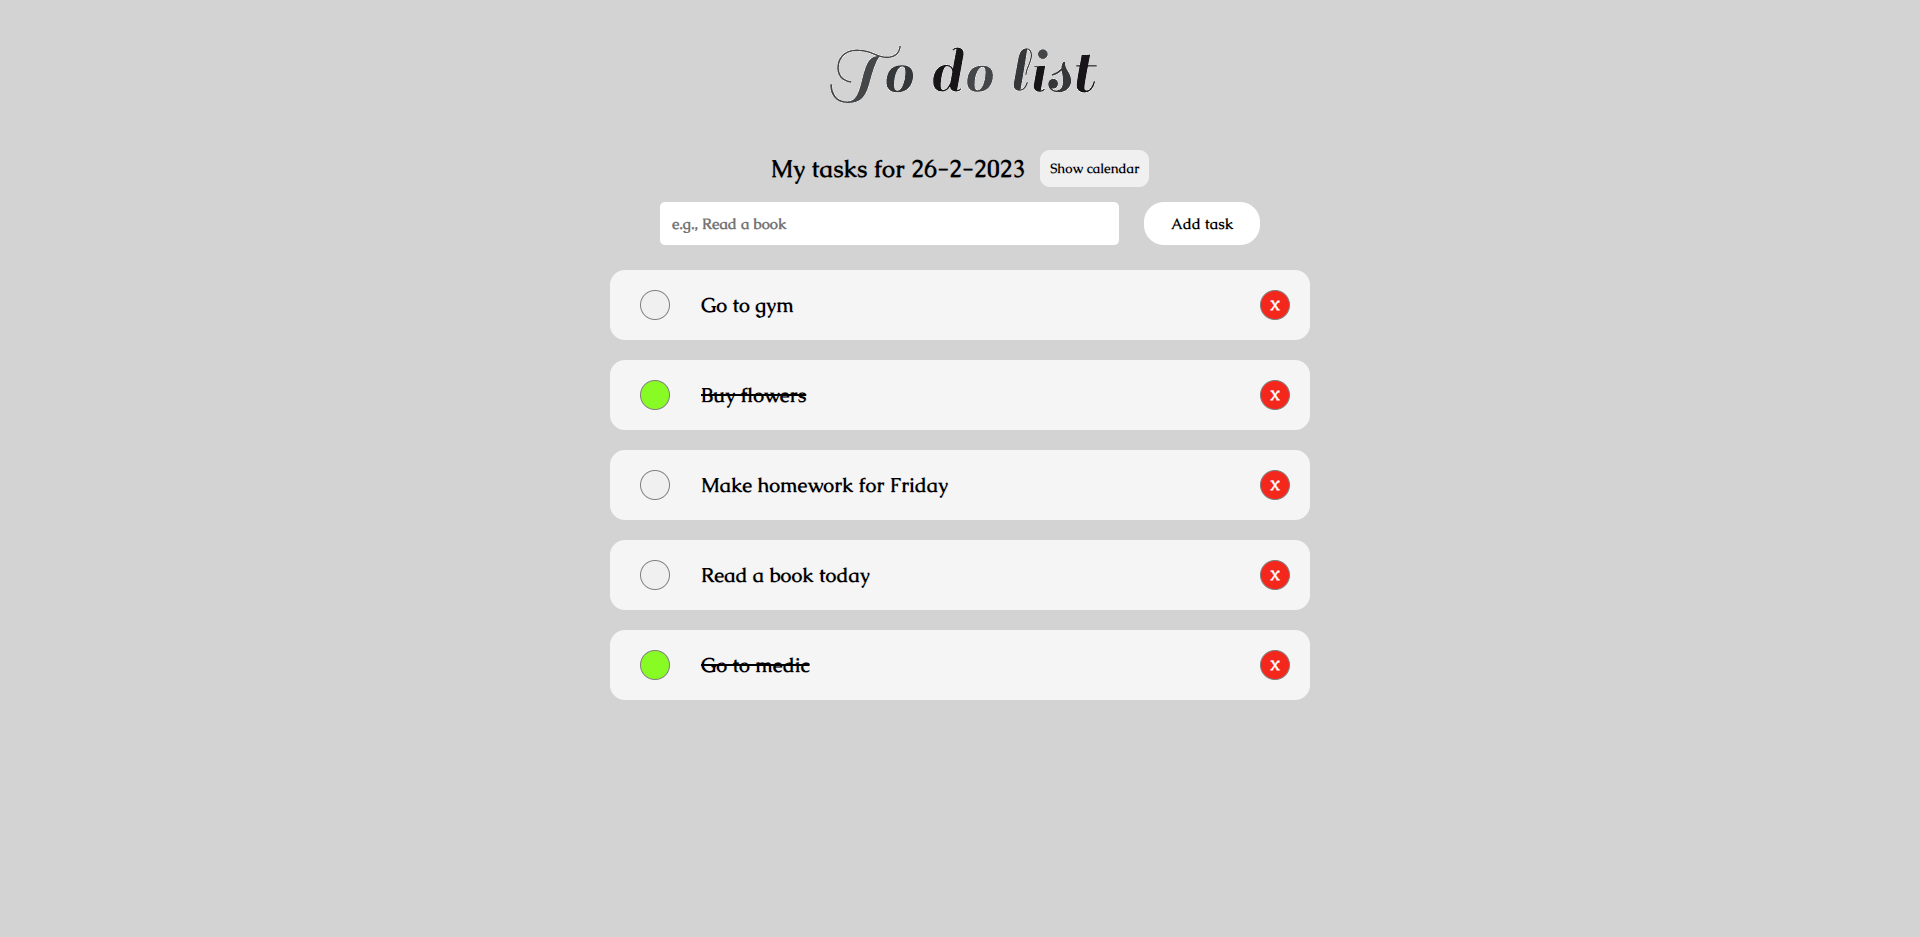 To do list
My tasks for 26-2-2023 Show calendar
e.g., Read a book Add task
Go to gym X
Buy flowers X
Make homework for Friday X
Read a book today X
Go to medic X